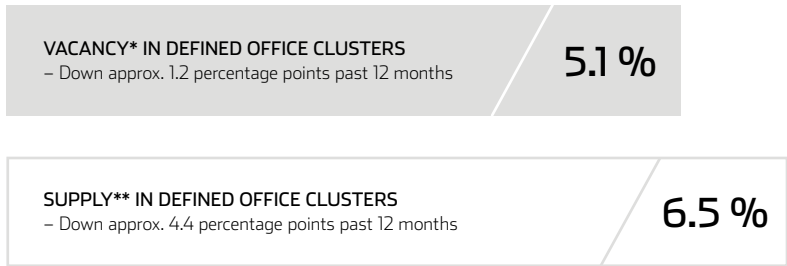 VACANCY* IN DEFINED OFFICE CLUSTERS
– Down approx. 1.2 percentage points past 12 months
5.1 %
SUPPLY** IN DEFINED OFFICE CLUSTERS
– Down approx. 4.4 percentage points past 12 months
6.5 %